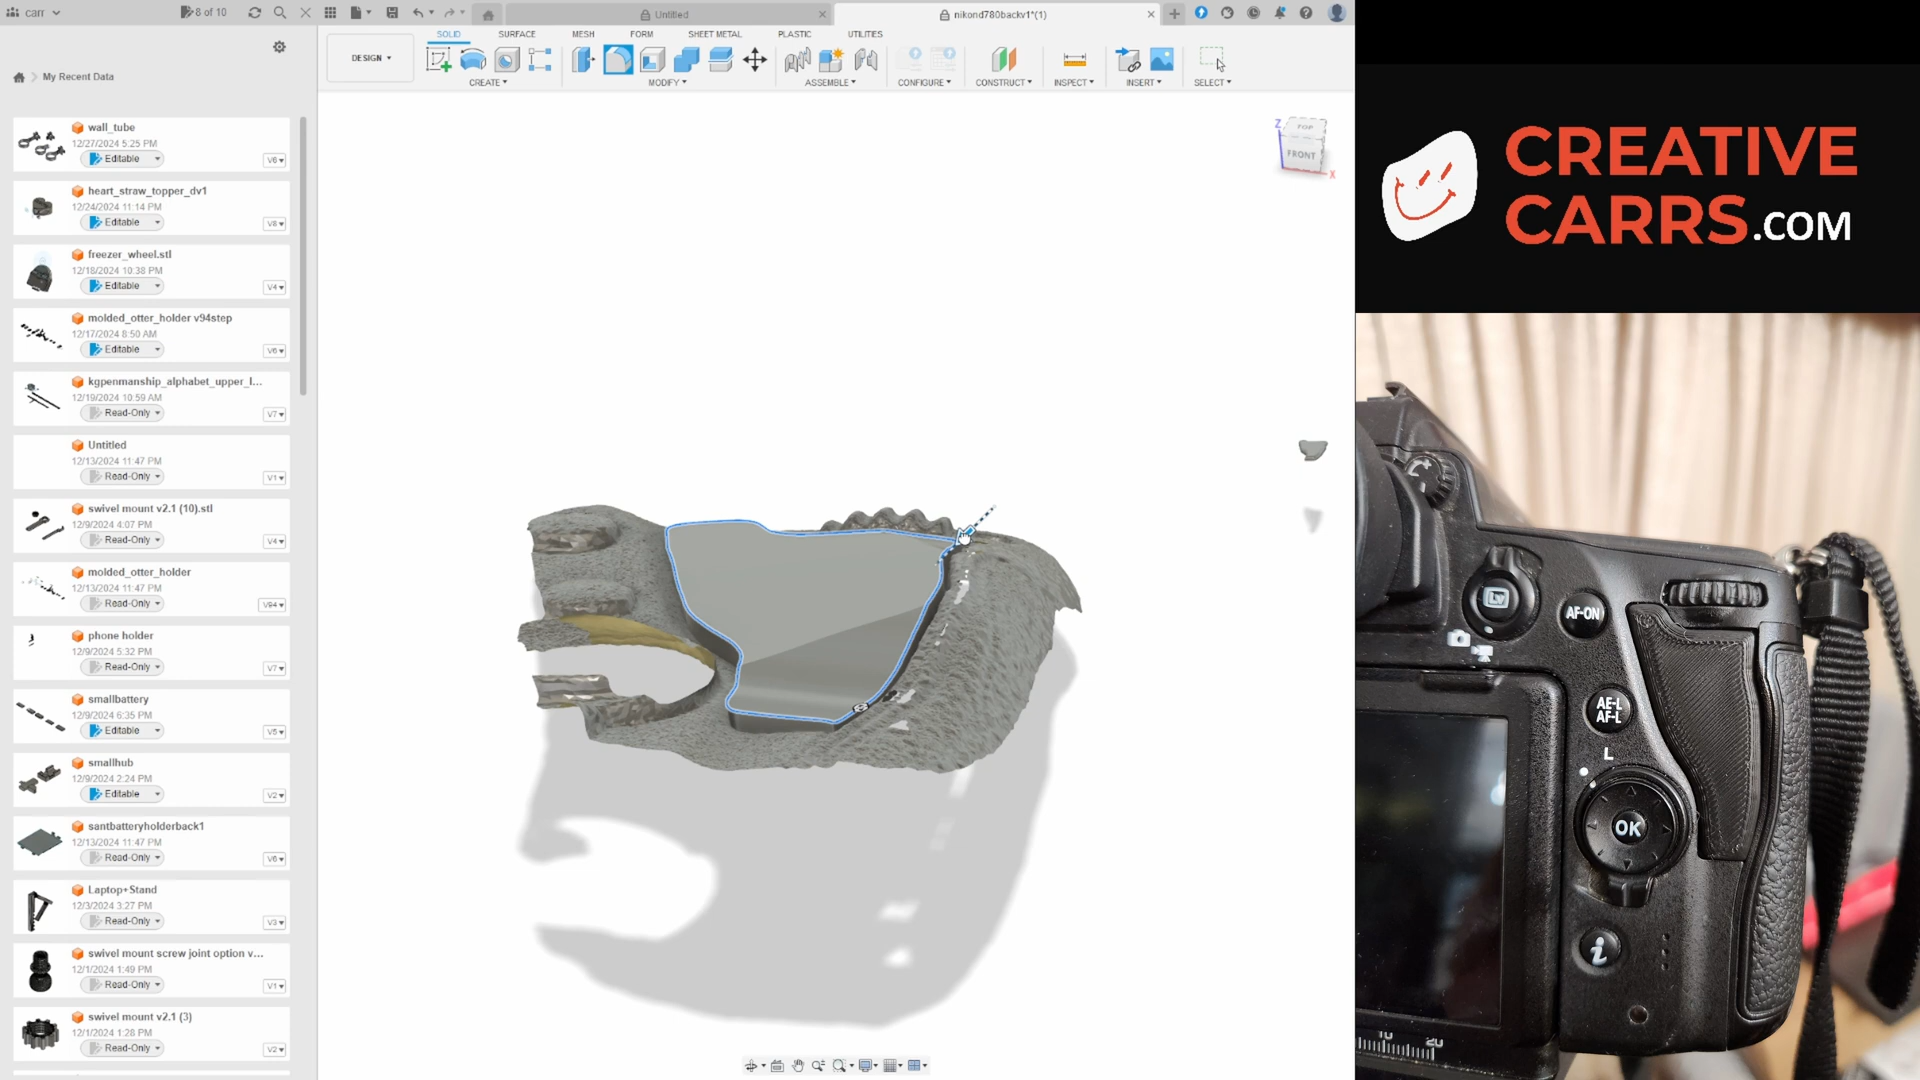 carr
8 of 10
Untitled
nikond780backv1*(1)
My Recent Data
DESIGN
SOLID
SURFACE
MESH
FORM
SHEET METAL
PLASTIC
UTILITIES
CREATE
MODIFY
ASSEMBLE
CONFIGURE
CONSTRUCT
INSPECT
INSERT
SELECT
wall_tube
12/27/2024 5:25 PM
Editable
V6
heart_straw_topper_dv1
12/24/2024 11:14 PM
Editable
V8
freezer_wheel.stl
12/18/2024 10:38 PM
Editable
V4
molded_otter_holder v94step
12/17/2024 8:50 AM
Editable
V6
kgpenmanship_alphabet_upper_l...
12/19/2024 10:59 AM
Read-Only
V7
Untitled
12/13/2024 11:47 PM
Read-Only
V1
swivel mount v2.1 (10).stl
12/9/2024 4:07 PM
Read-Only
V4
molded_otter_holder
12/13/2024 11:47 PM
Read-Only
V94
phone holder
12/9/2024 5:32 PM
Read-Only
V7
smallbattery
12/9/2024 6:35 PM
Editable
V5
smallhub
12/9/2024 2:24 PM
Editable
V2
santbatteryholderback1
12/13/2024 11:47 PM
Read-Only
V6
Laptop+Stand
12/3/2024 3:27 PM
Read-Only
V3
swivel mount screw joint option v...
12/1/2024 1:49 PM
Read-Only
V1
swivel mount v2.1 (3)
12/1/2024 1:28 PM
Read-Only
V2
Z
TOP
FRONT
X
CREATIVE
CARRS.COM
Lv
AF-ON
AE-L
AF-L
L
OK
i
10
20